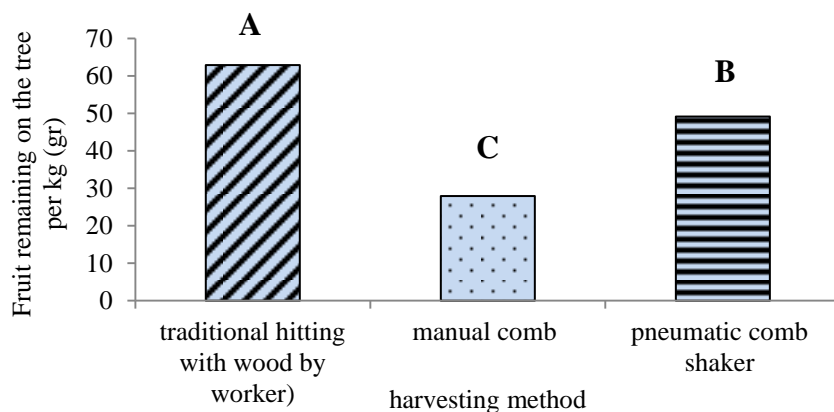 Fruit remaining on the tree
per kg (gr)
70
60
50
40
30
20
10
0
A
C
B
traditional hitting
with wood by
worker)
manual comb
pneumatic comb
shaker
harvesting method